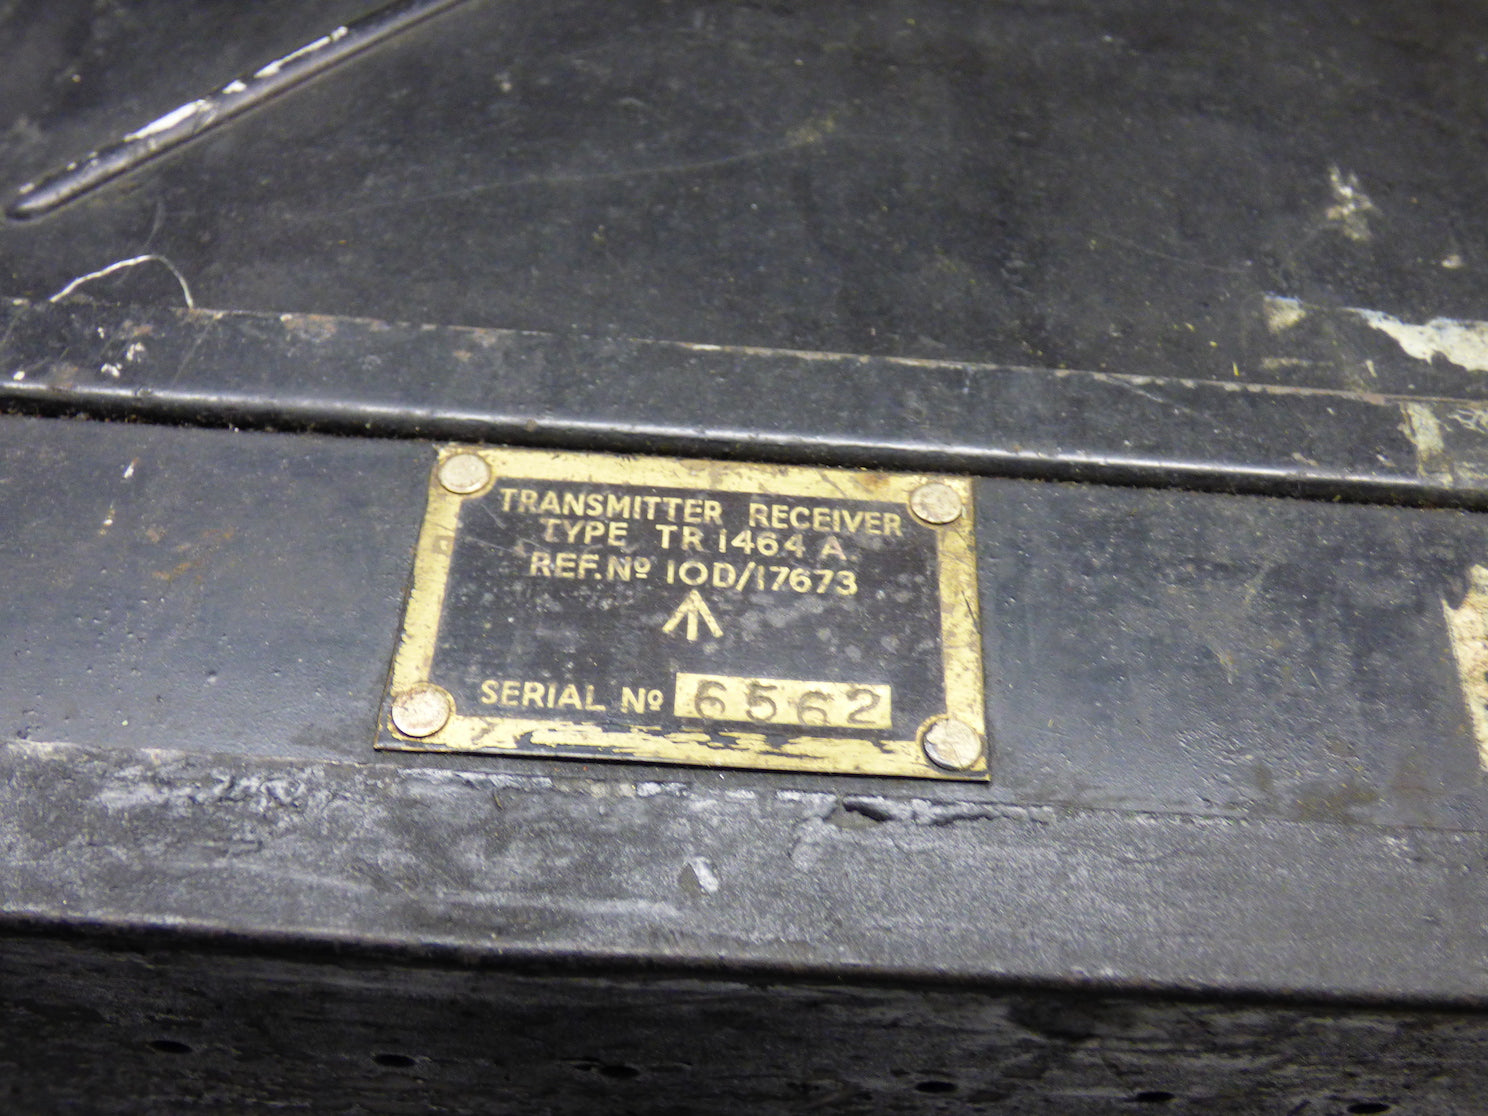 TRANSMITTER RECEIVER
TYPE TR 1464 A
REF. Nº 10D/17673
SERIAL Nº 6562